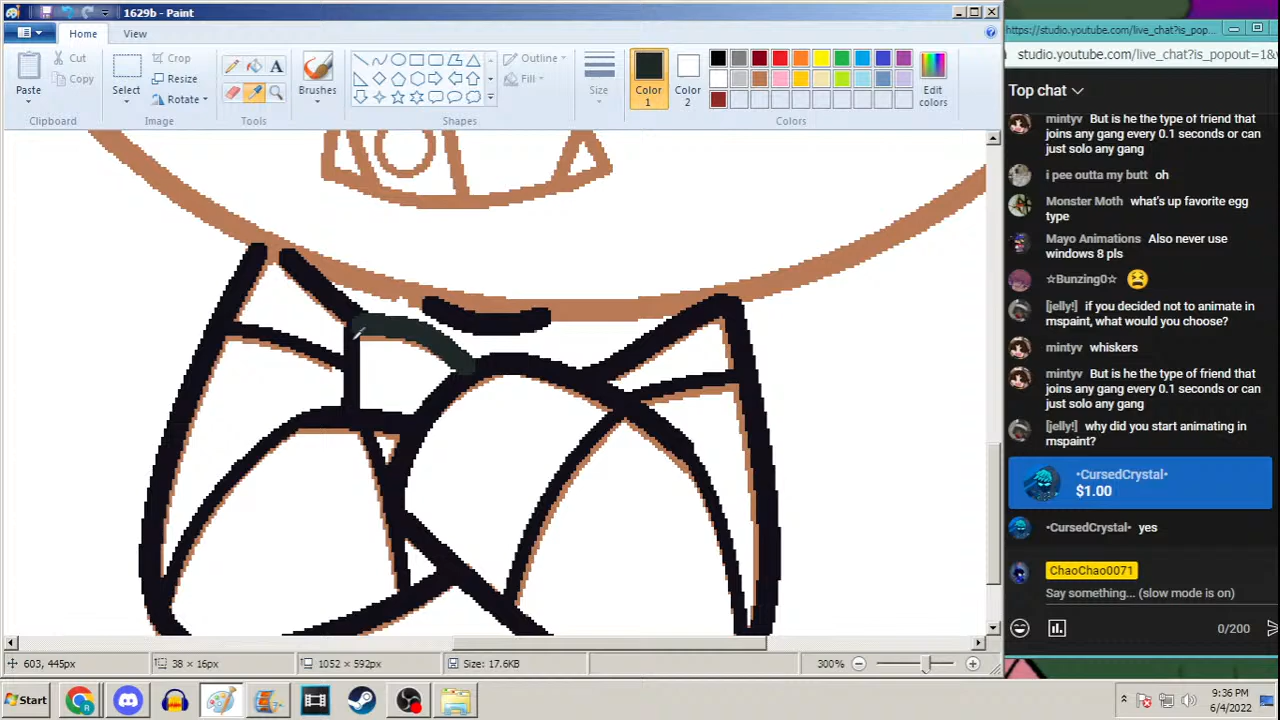 1629b - Paint
Home
View
Paste
Cut
Copy
Clipboard
Select
Crop
Resize
Rotate
Image
Tools
Brushes
Shapes
Outline
Fill
Size
Color 1
Color 2
Edit colors
Colors
https://studio.youtube.com/live_chat?is_pop...
studio.youtube.com/live_chat?is_popout=1&
Top chat
mintyv But is he the type of friend that
joins any gang every 0.1 seconds or can
just solo any gang
i pee outta my butt oh
Monster Moth what's up favorite egg
type
Mayo Animations Also never use
windows 8 pls
☆Bunzing0☆ 😫
[jelly!] if you decided not to animate in
mspaint, what would you choose?
mintyv whiskers
mintyv But is he the type of friend that
joins any gang every 0.1 seconds or can
just solo any gang
[jelly!] why did you start animating in
mspaint?
•CursedCrystal•
$1.00
•CursedCrystal• yes
ChaoChao0071
Say something... (slow mode is on)
0/200
603, 445px
38 × 16px
1052 × 592px
Size: 17.6KB
300%
Start
9:36 PM
6/4/2022